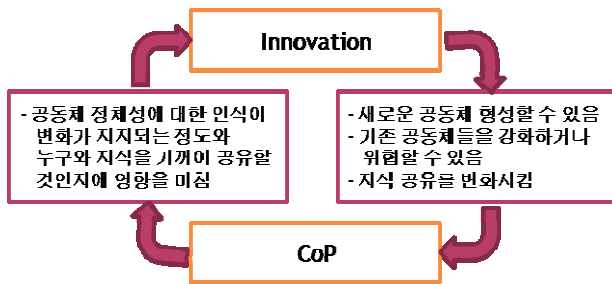 Innovation
- 공동체 정체성에 대한 인식이
변화가 지지되는 정도와
누구와 지식을 기꺼이 공유할
것인지에 영향을 미침
- 새로운 공동체 형성할 수 있음
- 기존 공동체들을 강화하거나
위협할 수 있음
- 지식 공유를 변화시킴
CoP